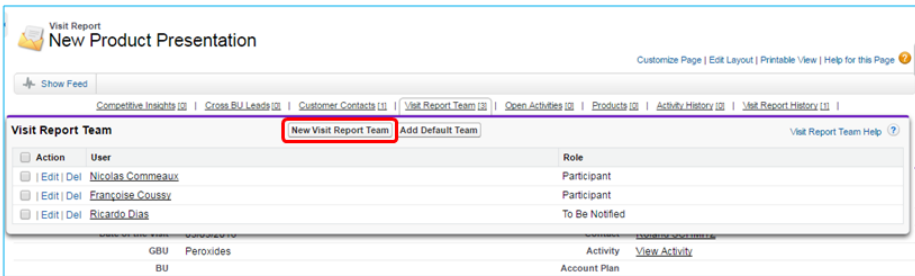 Visit Report
New Product Presentation
Customize Page | Edit Layout | Printable View | Help for this Page ?
Show Feed
Competitive Insights [0] | Cross BU Leads [0] | Customer Contacts [1] | Visit Report Team [3] | Open Activities [0] | Products [0] | Activity History [0] | Visit Report History [1] |
Visit Report Team New Visit Report Team Add Default Team Visit Report Team Help ?
Action User Role
| Edit | Del Nicolas Commeaux Participant
| Edit | Del Françoise Coussy Participant
| Edit | Del Ricardo Dias To Be Notified
Date of the Visit Contact
GBU Peroxides Activity View Activity
BU Account Plan